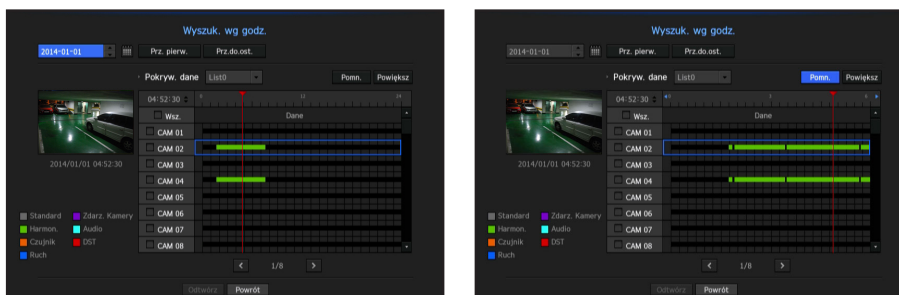 Wyszuk. wg godz.
2014-01-01 Prz. pierw. Prz.do.ost.
Pokryw. dane List0 Pomn. Powiększ
04:52:30 0 12 24
Wsz. Dane
CAM 01
CAM 02
CAM 03
2014/01/01 04:52:30
CAM 04
CAM 05
CAM 06
Standard Zdarz. Kamery
Harmon. Audio
CAM 07
Czujnik DST
CAM 08
Ruch
< 1/8 >
Odtwórz Powrót
Wyszuk. wg godz.
2014-01-01 Prz. pierw. Prz.do.ost.
Pokryw. dane List0 Pomn. Powiększ
04:52:30
Wsz. Dane
CAM 01
CAM 02
CAM 03
2014/01/01 04:52:30
CAM 04
CAM 05
CAM 06
Standard Zdarz. Kamery
Harmon. Audio
CAM 07
Czujnik DST
CAM 08
Ruch
< 1/8 >
Odtwórz Powrót